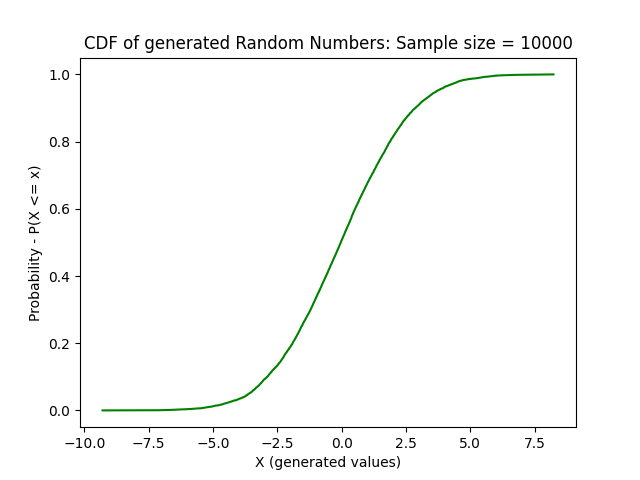 CDF of generated Random Numbers: Sample size = 10000
1.0
0.8
0.6
0.4
0.2
0.0
Probability - P(X <= x)
−10.0 −7.5 −5.0 −2.5 0.0 2.5 5.0 7.5
X (generated values)